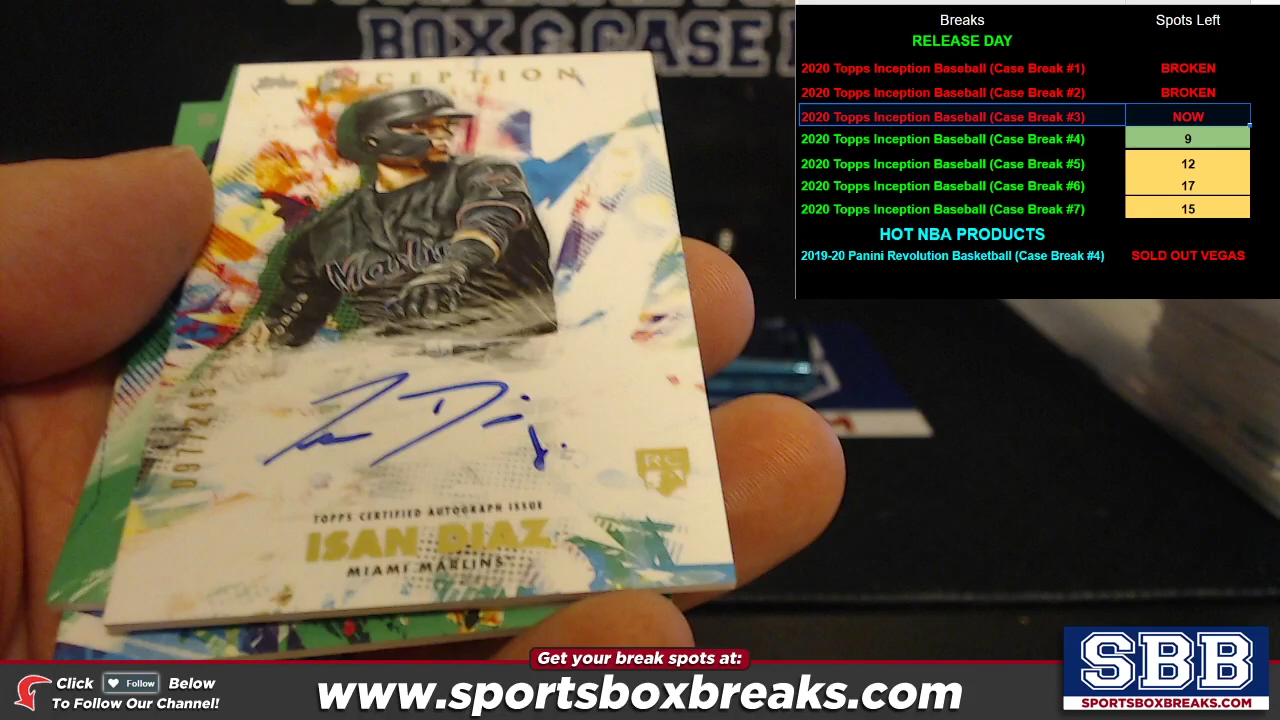 BOX & CASE
INCEPTION
Marlins
097/245
RC
TOPPS CERTIFIED AUTOGRAPH ISSUE
ISAN DIAZ
MIAMI MARLINS
Breaks Spots Left
RELEASE DAY
2020 Topps Inception Baseball (Case Break #1) BROKEN
2020 Topps Inception Baseball (Case Break #2) BROKEN
2020 Topps Inception Baseball (Case Break #3) NOW
2020 Topps Inception Baseball (Case Break #4) 9
2020 Topps Inception Baseball (Case Break #5) 12
2020 Topps Inception Baseball (Case Break #6) 17
2020 Topps Inception Baseball (Case Break #7) 15
HOT NBA PRODUCTS
2019-20 Panini Revolution Basketball (Case Break #4) SOLD OUT VEGAS
Get your break spots at:
Click Follow Below
To Follow Our Channel!
www.sportsboxbreaks.com
SBB
SPORTSBOXBREAKS.COM